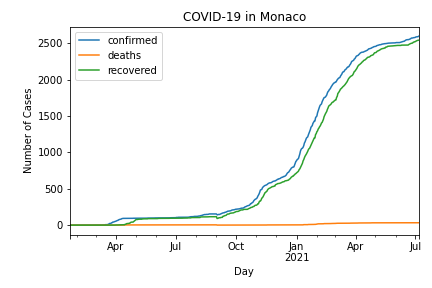 COVID-19 in Monaco
confirmed
deaths
recovered
Number of Cases
2500
2000
1500
1000
500
0
Apr
Jul
Oct
Jan
2021
Apr
Jul
Day